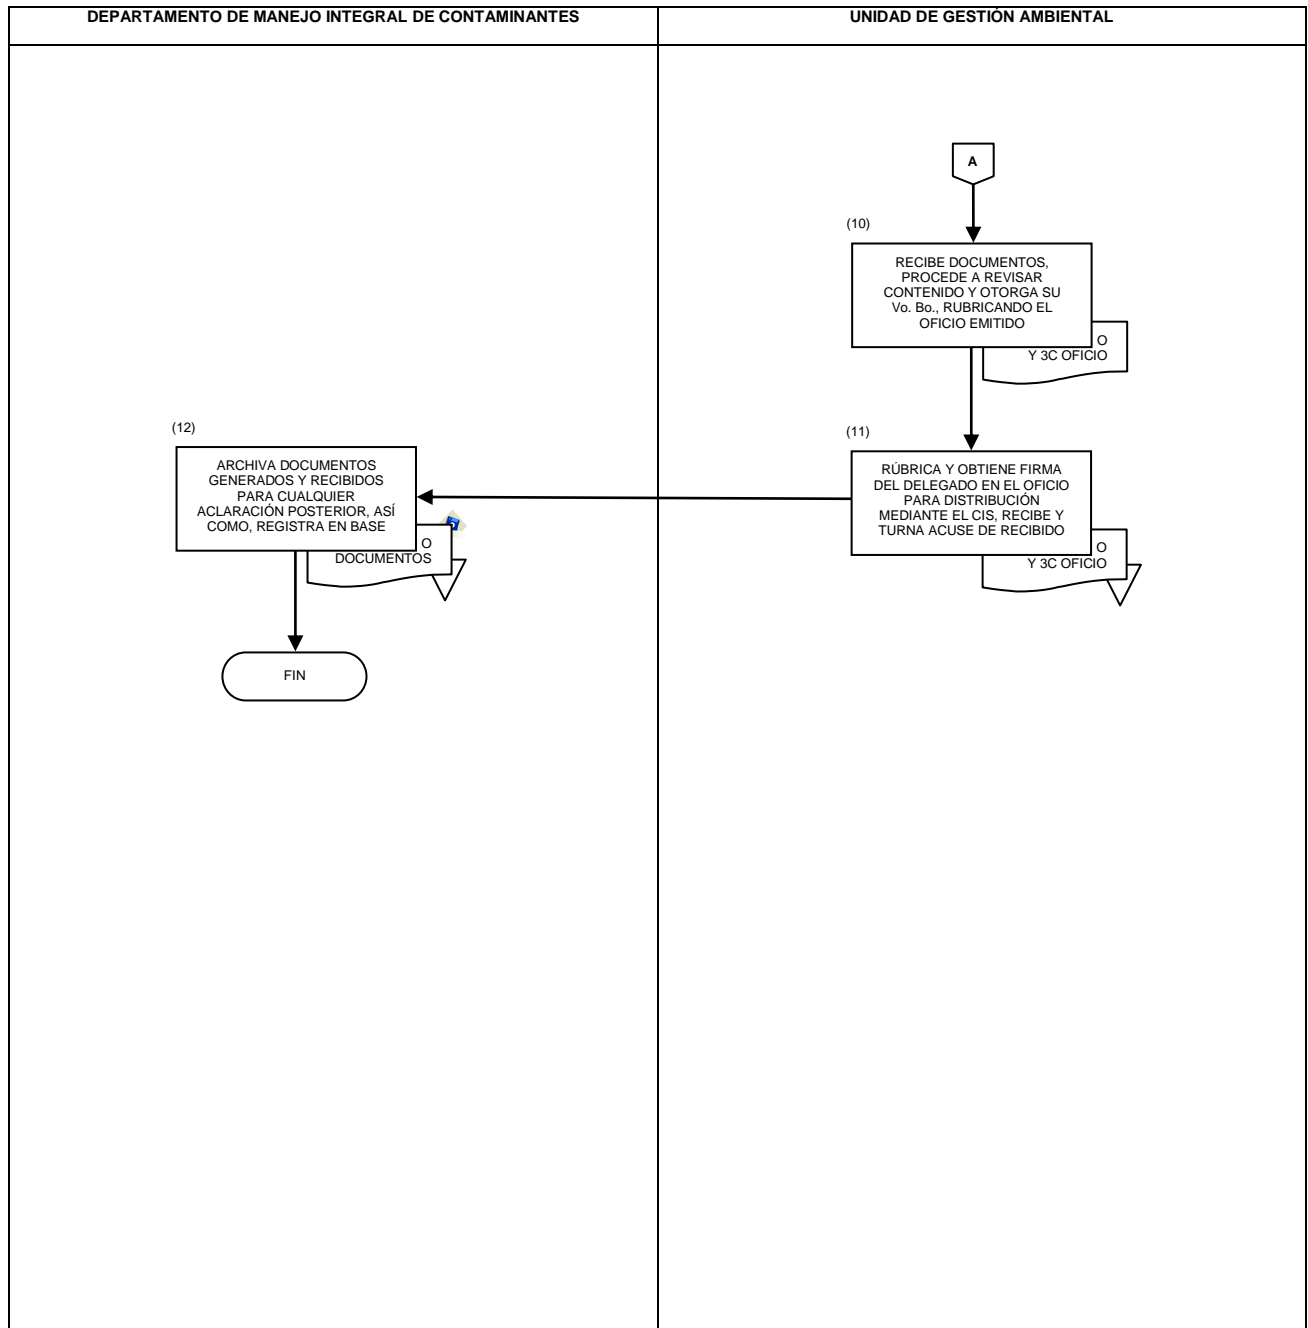 DEPARTAMENTO DE MANEJO INTEGRAL DE CONTAMINANTES
UNIDAD DE GESTIÓN AMBIENTAL
A
(10)
RECIBE DOCUMENTOS,
PROCEDE A REVISAR
CONTENIDO Y OTORGA SU
Vo. Bo., RUBRICANDO EL
OFICIO EMITIDO
O
Y 3C OFICIO
(11)
RÚBRICA Y OBTIENE FIRMA
DEL DELEGADO EN EL OFICIO
PARA DISTRIBUCIÓN
MEDIANTE EL CIS, RECIBE Y
TURNA ACUSE DE RECIBIDO
O
Y 3C OFICIO
(12)
ARCHIVA DOCUMENTOS
GENERADOS Y RECIBIDOS
PARA CUALQUIER
ACLARACIÓN POSTERIOR, ASÍ
COMO, REGISTRA EN BASE
O
DOCUMENTOS
FIN